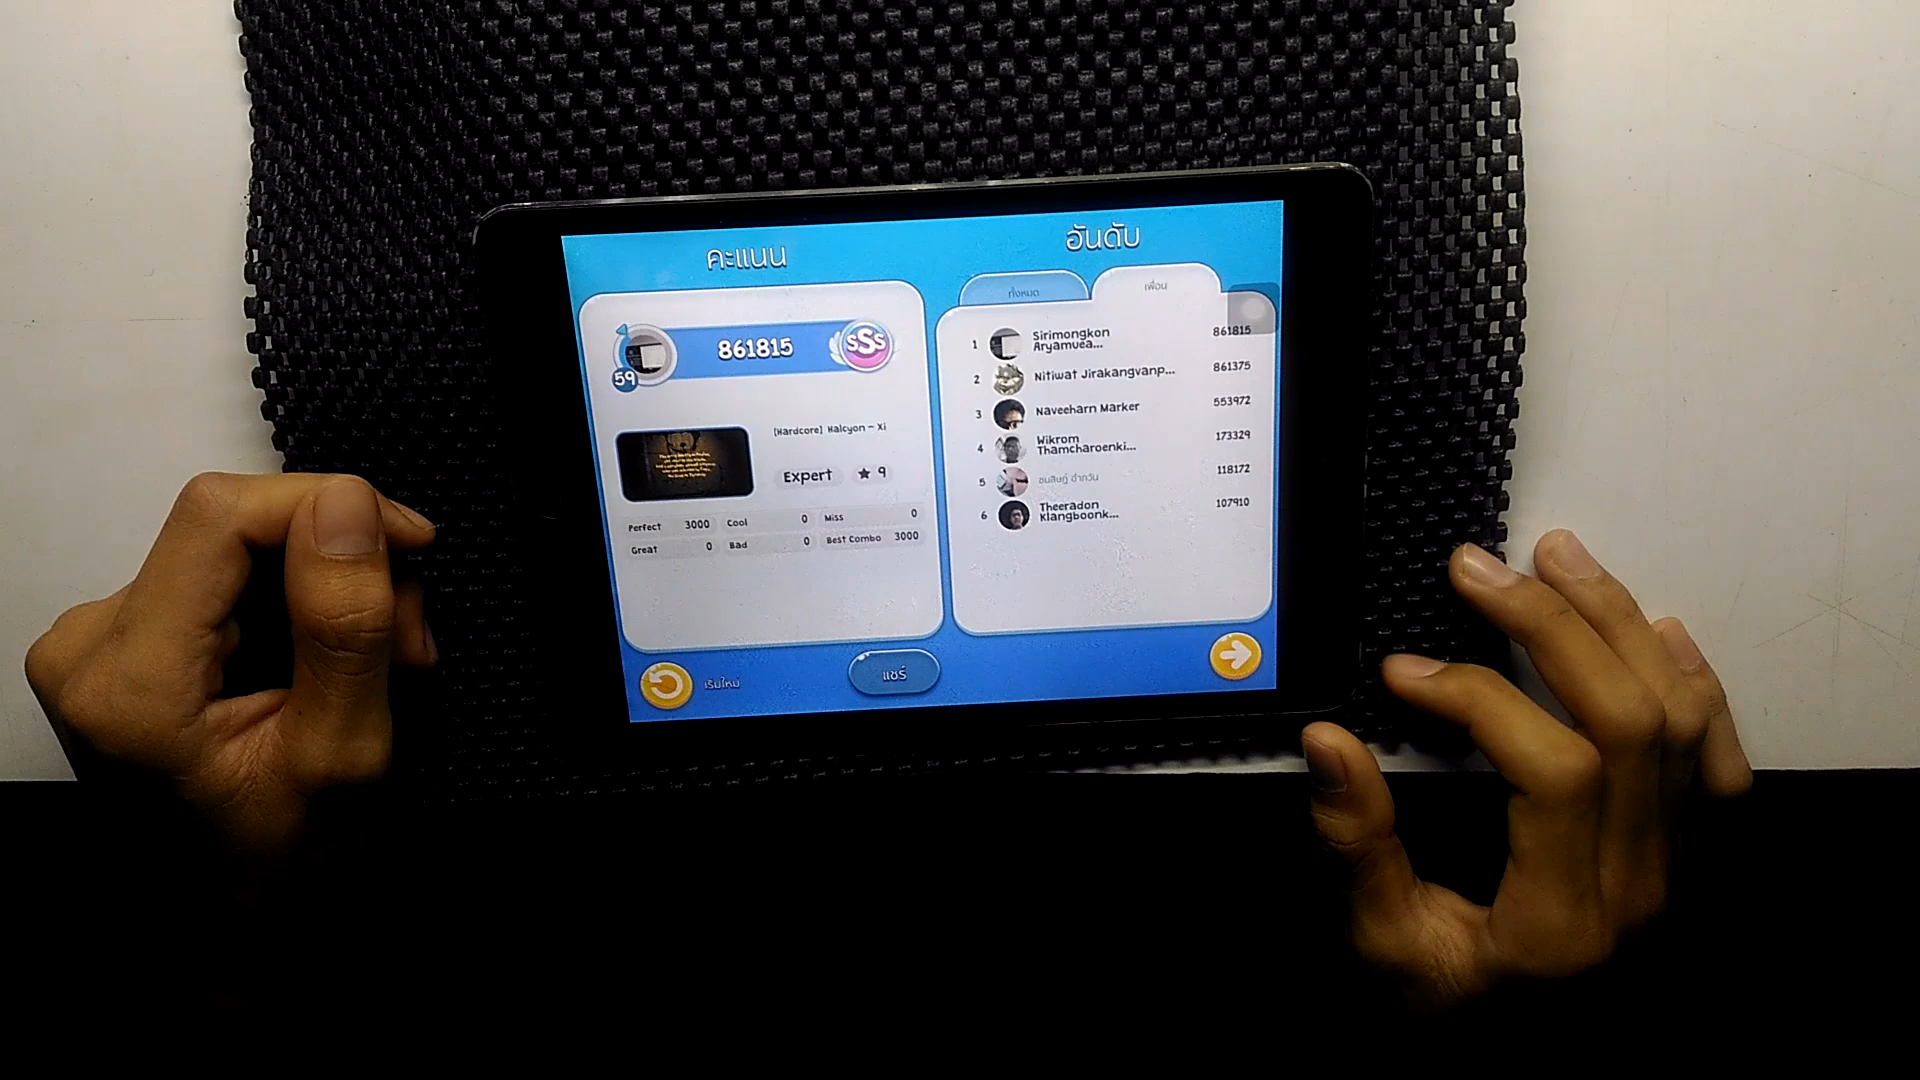 คะแนน
861815
SSS
59
[Hardcore] Halcyon - Xi
Expert ★ 9
Perfect 3000 Cool 0 Miss 0
Great 0 Bad 0 Best Combo 3000
เริ่มใหม่
แชร์
อันดับ
ทั้งหมด
เพื่อน
1 Sirimongkon Aryamuea... 861815
2 Nitiwat Jirakangvanp... 861375
3 Naveeharn Marker 553972
4 Wikrom Thamcharoenki... 173329
5 118172
6 Theeradon Klangboonk... 107910